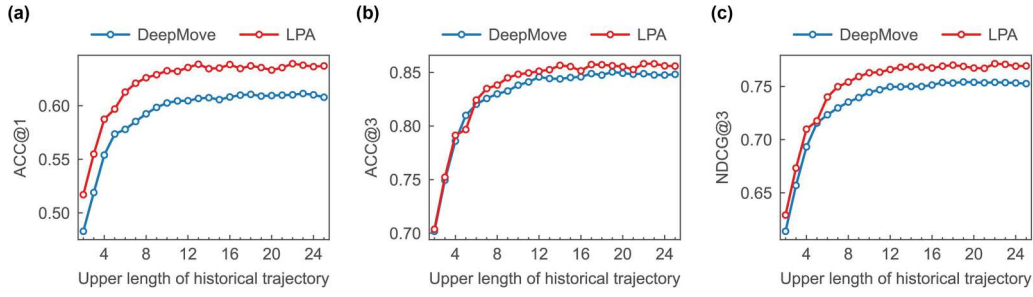 (a)
DeepMove LPA
ACC@1
0.60
0.55
0.50
4 8 12 16 20 24
Upper length of historical trajectory
(b)
DeepMove LPA
ACC@3
0.85
0.80
0.75
0.70
4 8 12 16 20 24
Upper length of historical trajectory
(c)
DeepMove LPA
NDCG@3
0.75
0.70
0.65
4 8 12 16 20 24
Upper length of historical trajectory